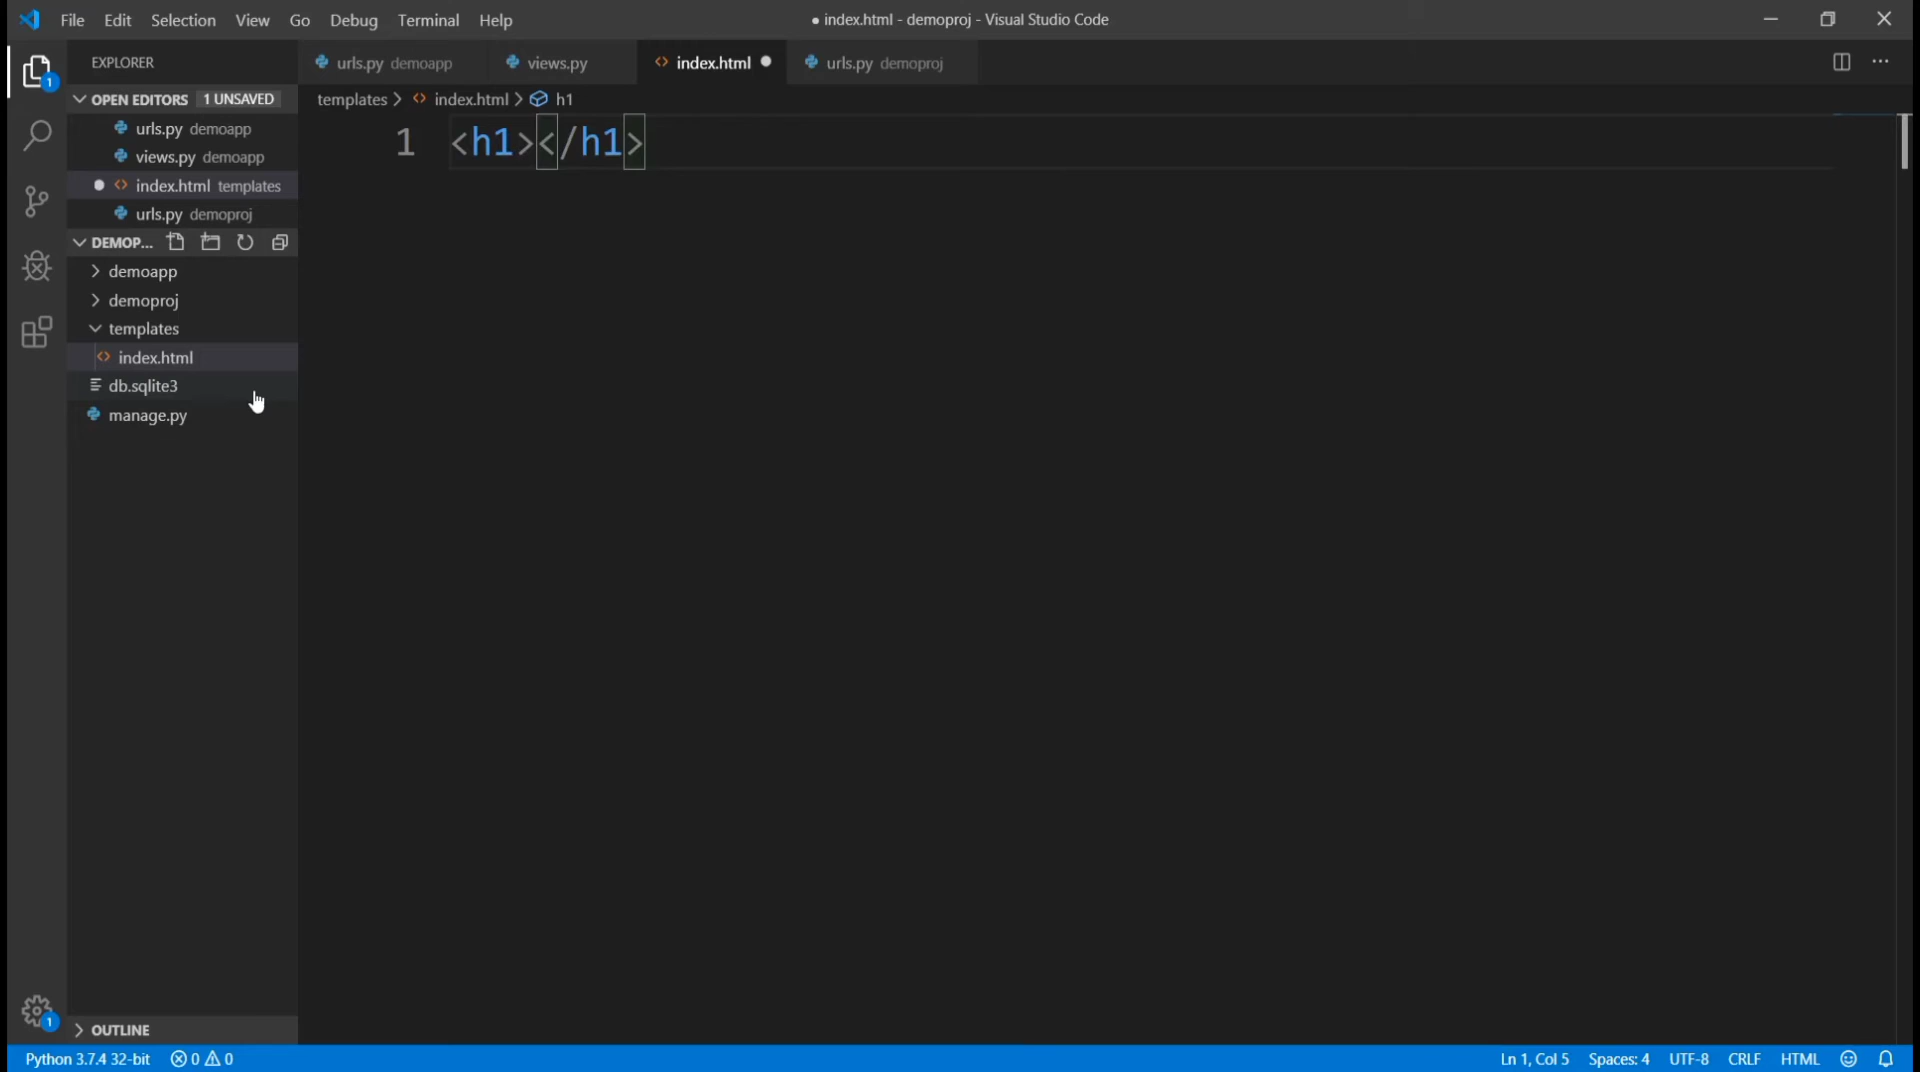 File Edit Selection View Go Debug Terminal Help
● index.html - demoproj - Visual Studio Code
EXPLORER
urls.py demoapp
views.py
index.html
urls.py demoproj
1
OPEN EDITORS 1 UNSAVED
templates > index.html > h1
urls.py demoapp
views.py demoapp
index.html templates
urls.py demoproj
1 <h1></h1>
DEMOP...
demoapp
demoproj
templates
index.html
db.sqlite3
manage.py
1
OUTLINE
Python 3.7.4 32-bit 0 0
Ln 1, Col 5 Spaces: 4 UTF-8 CRLF HTML